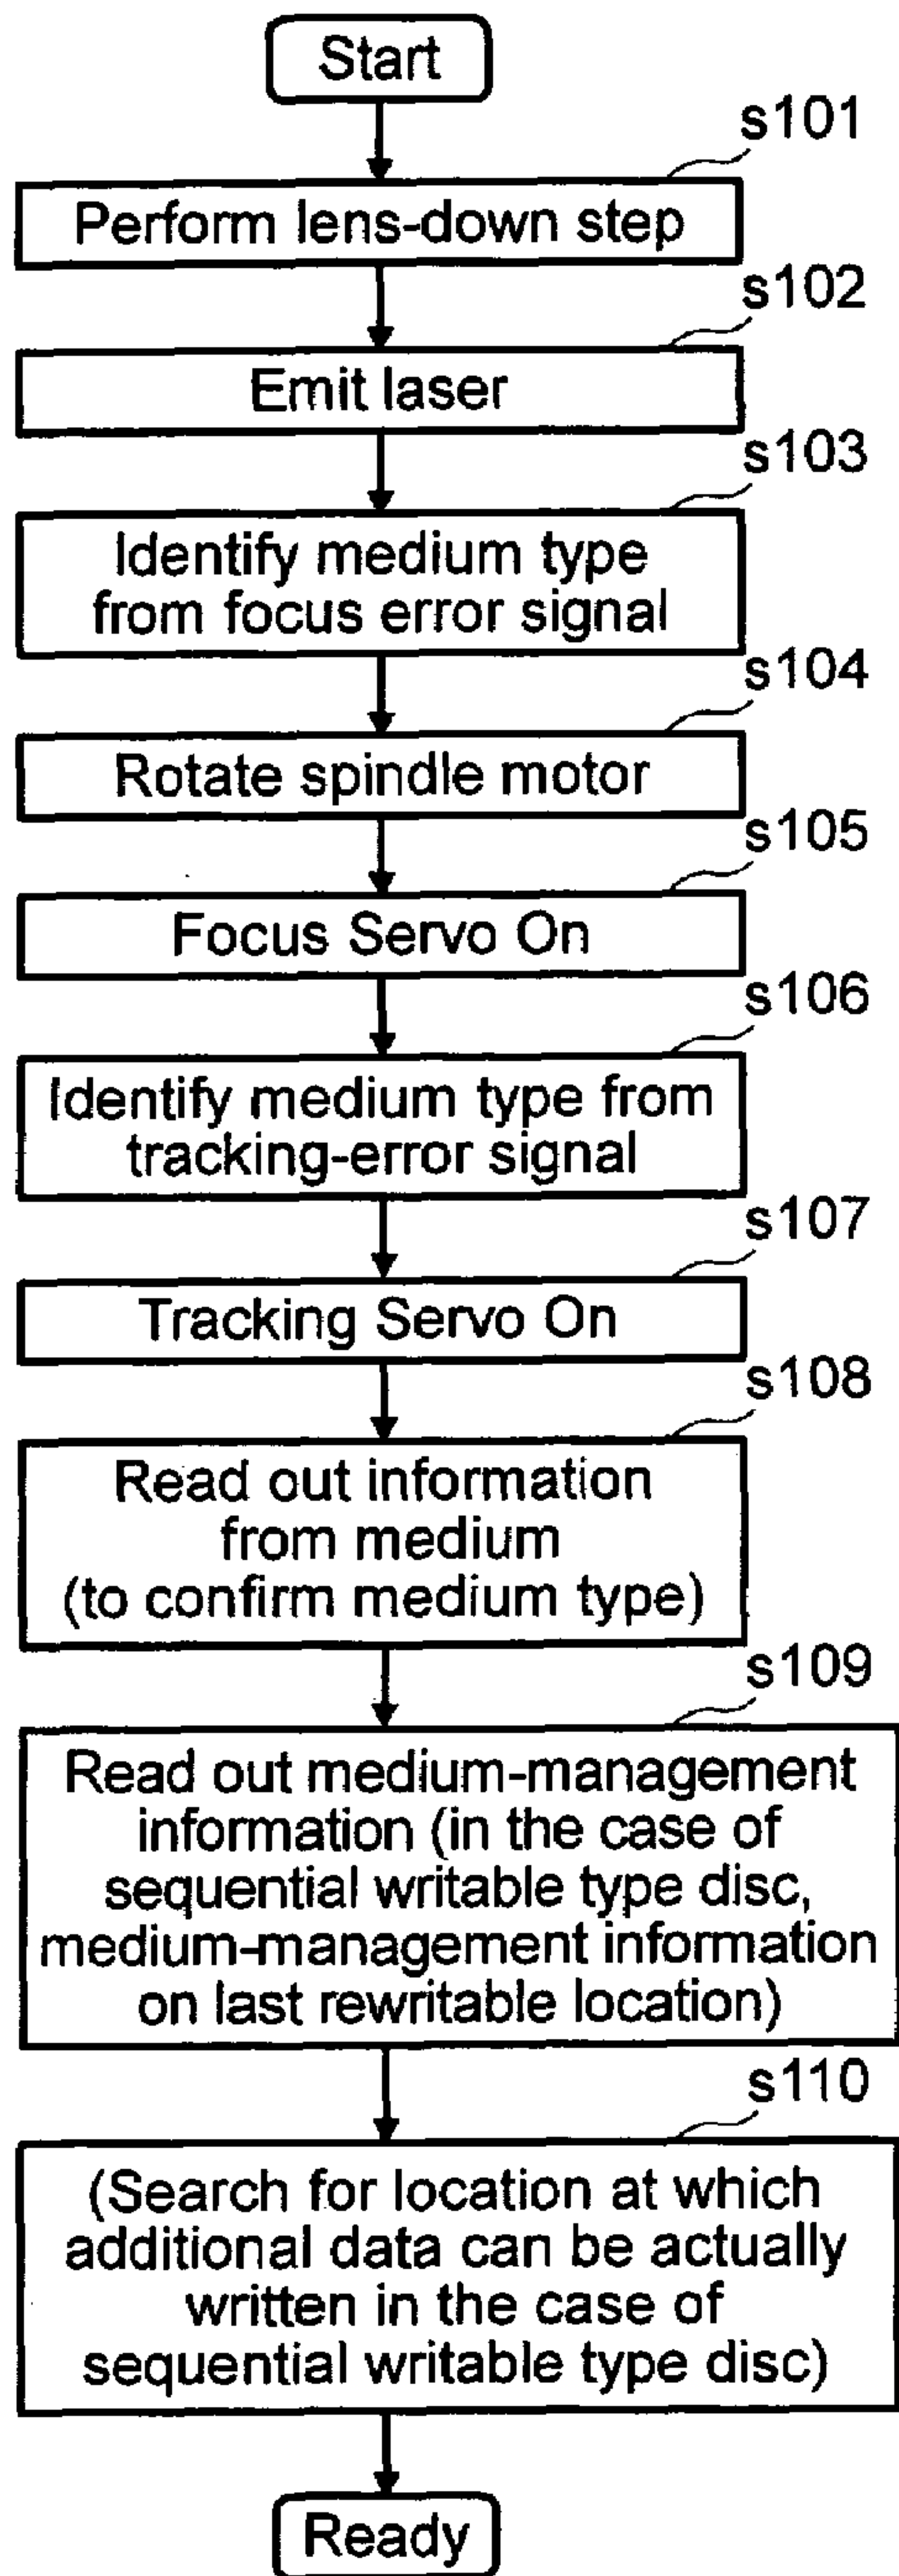 Start
s101
Perform lens-down step
s102
Emit laser
s103
Identify medium type
from focus error signal
s104
Rotate spindle motor
s105
Focus Servo On
s106
Identify medium type from
tracking-error signal
s107
Tracking Servo On
s108
Read out information
from medium
(to confirm medium type)
s109
Read out medium-management
information (in the case of
sequential writable type disc,
medium-management information
on last rewritable location)
s110
(Search for location at which
additional data can be actually
written in the case of
sequential writable type disc)
Ready